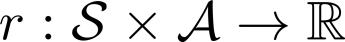 r : 𝒮 × 𝒜 → ℝ